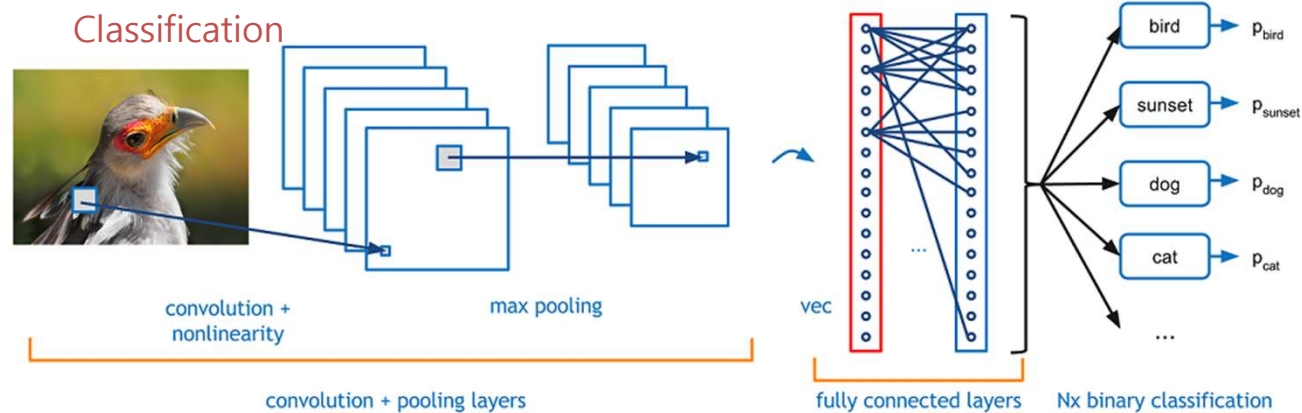 Classification
bird
p_bird
sunset
p_sunset
dog
p_dog
cat
p_cat
...
...
convolution +
nonlinearity
max pooling
vec
convolution + pooling layers
fully connected layers
Nx binary classification